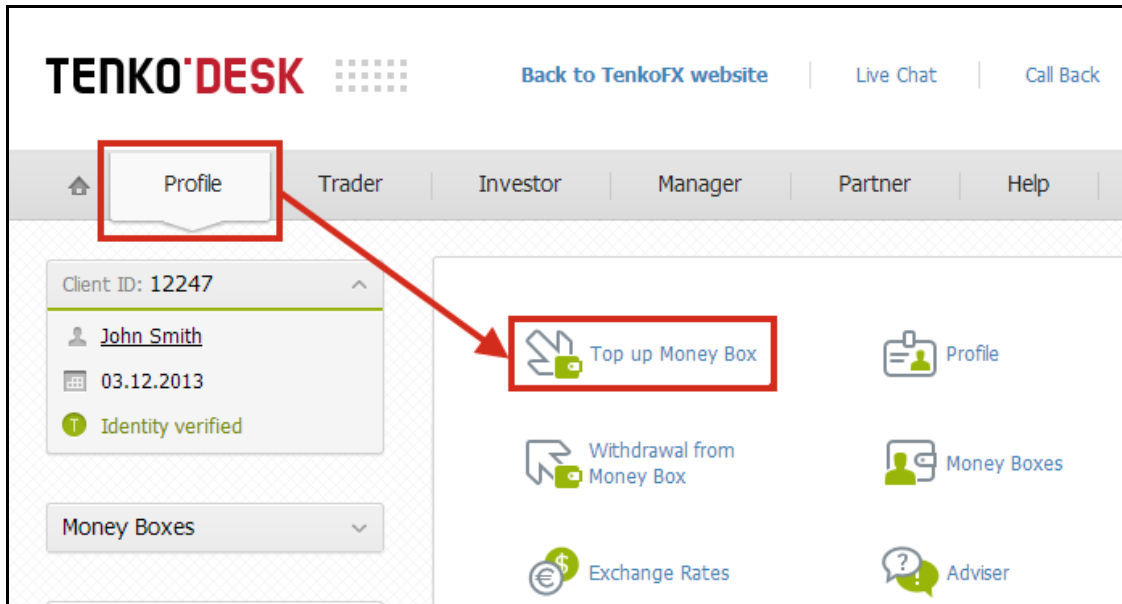 TENKO'DESK
Back to TenkoFX website
Live Chat
Call Back
Profile
Trader
Investor
Manager
Partner
Help
Client ID: 12247
John Smith
03.12.2013
T
Identity verified
Money Boxes
Top up Money Box
Profile
Withdrawal from
Money Box
Money Boxes
$
€
Exchange Rates
?
!
Adviser